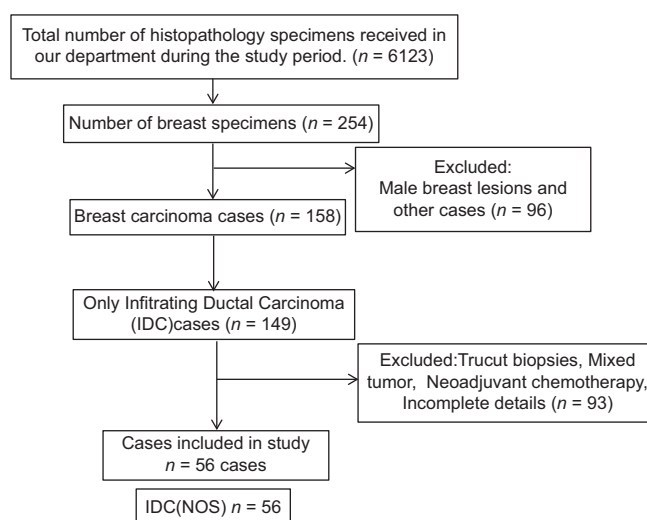 Total number of histopathology specimens received in
our department during the study period. (n = 6123)
Number of breast specimens (n = 254)
Excluded:
Male breast lesions and
other cases (n = 96)
Breast carcinoma cases (n = 158)
Only Infitrating Ductal Carcinoma
(IDC)cases (n = 149)
Excluded:Trucut biopsies, Mixed
tumor, Neoadjuvant chemotherapy,
Incomplete details (n = 93)
Cases included in study
n = 56 cases
IDC(NOS) n = 56